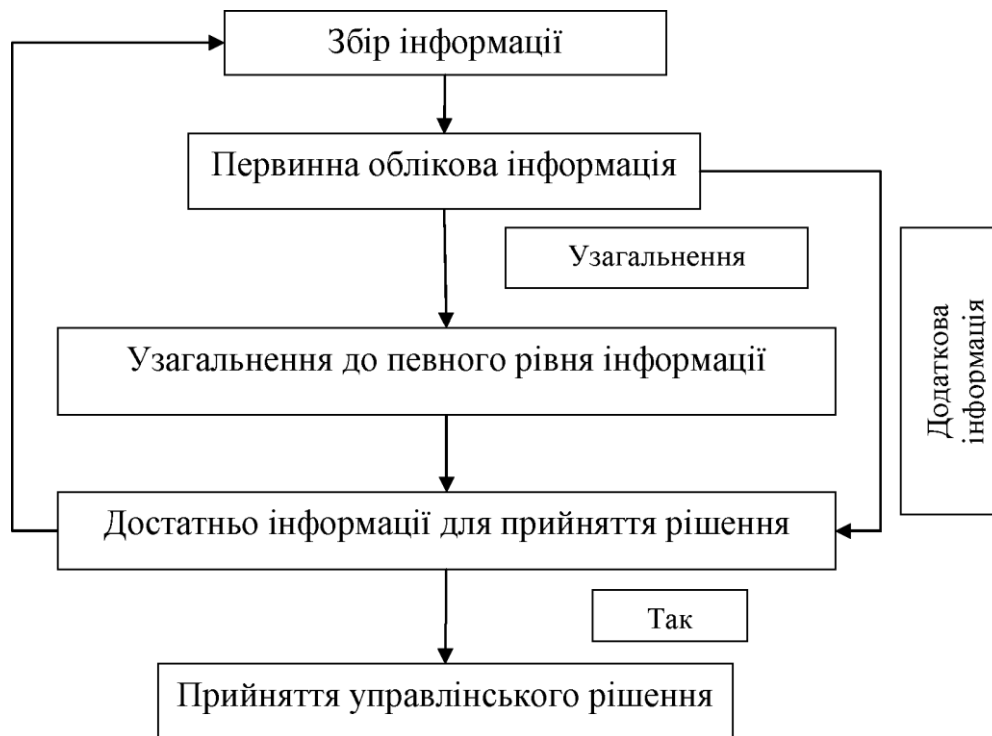 Збір інформації
Первинна облікова інформація
Узагальнення
Додаткова
інформація
Узагальнення до певного рівня інформації
Достатньо інформації для прийняття рішення
Так
Прийняття управлінського рішення